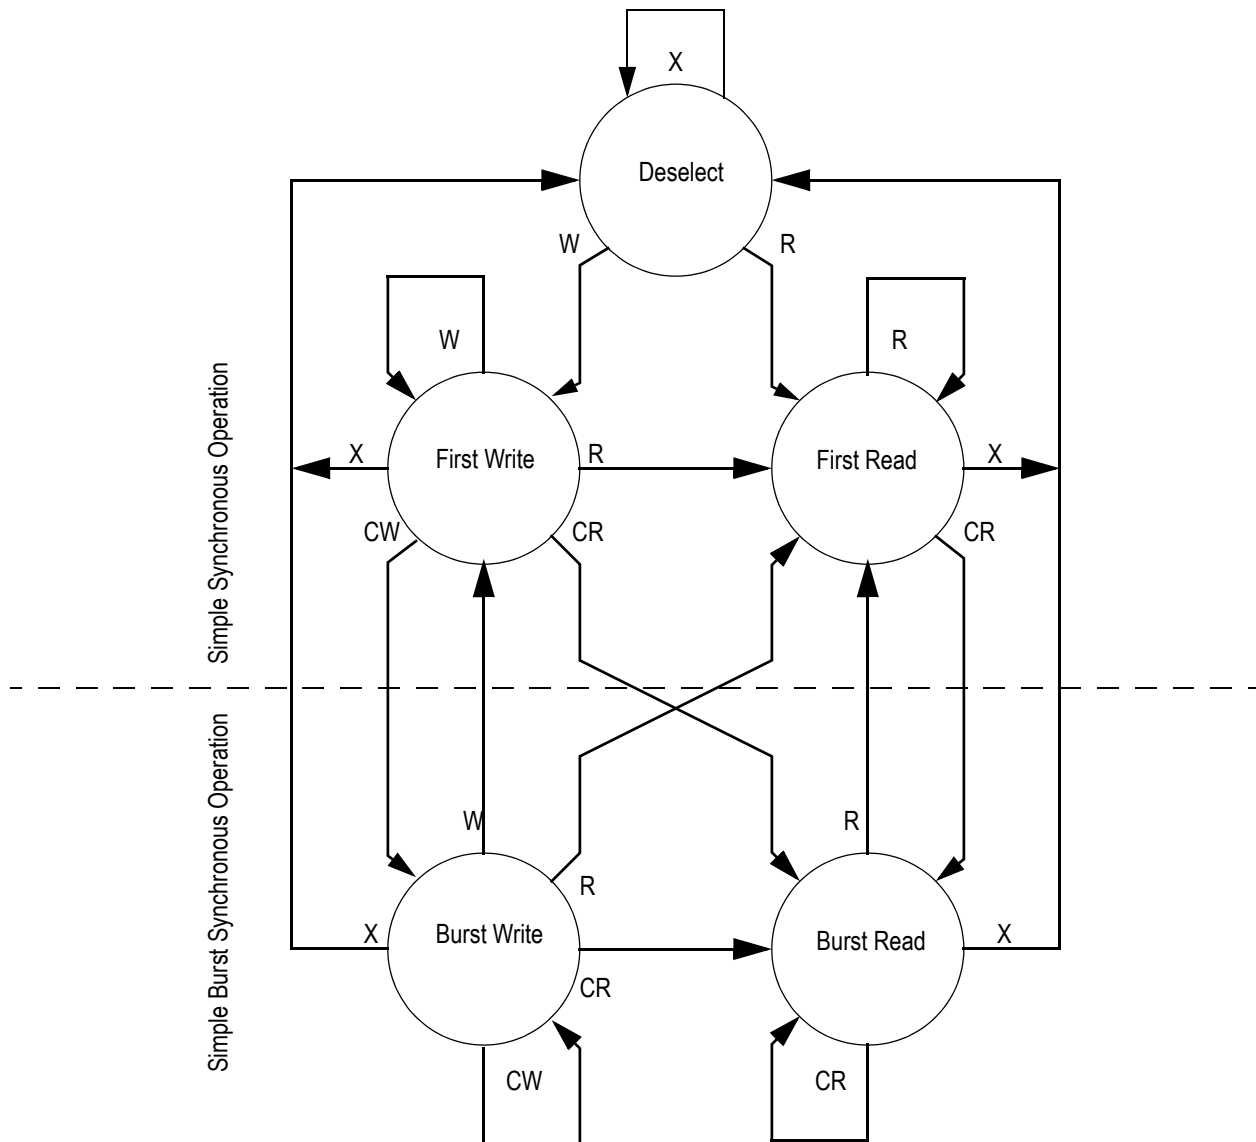 X
Deselect
W
R
W
R
X
First Write
R
First Read
X
CW
CR
CR
Simple Synchronous Operation
Simple Burst Synchronous Operation
W
R
R
X
Burst Write
Burst Read
X
CR
CW
CR